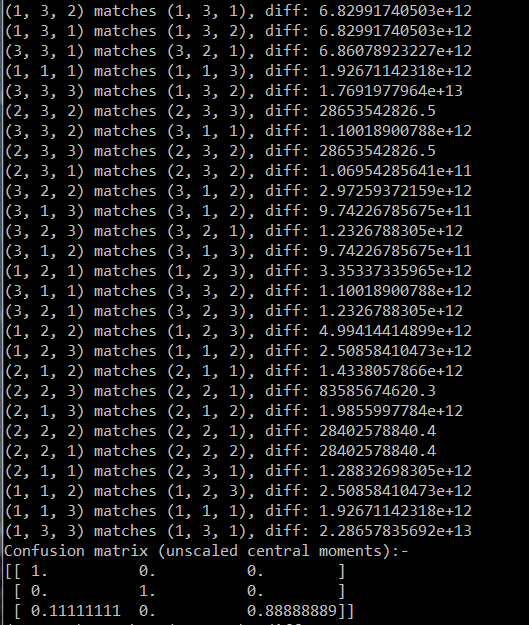 (1, 3, 2) matches (1, 3, 1), diff: 6.82991740503e+12
(1, 3, 1) matches (1, 3, 2), diff: 6.82991740503e+12
(3, 3, 1) matches (3, 2, 1), diff: 6.86078923227e+12
(1, 1, 1) matches (1, 1, 3), diff: 1.92671142318e+12
(3, 3, 3) matches (1, 3, 2), diff: 1.7691977964e+13
(2, 3, 2) matches (2, 3, 3), diff: 28653542826.5
(3, 3, 2) matches (3, 1, 1), diff: 1.10018900788e+12
(2, 3, 3) matches (2, 3, 2), diff: 28653542826.5
(2, 3, 1) matches (2, 3, 2), diff: 1.06954285641e+11
(3, 2, 2) matches (3, 1, 2), diff: 2.97259372159e+12
(3, 1, 3) matches (3, 1, 2), diff: 9.74226785675e+11
(3, 2, 3) matches (3, 2, 1), diff: 1.2326788305e+12
(3, 1, 2) matches (3, 1, 3), diff: 9.74226785675e+11
(1, 2, 1) matches (1, 2, 3), diff: 3.35337335965e+12
(3, 1, 1) matches (3, 3, 2), diff: 1.10018900788e+12
(3, 2, 1) matches (3, 2, 3), diff: 1.2326788305e+12
(1, 2, 2) matches (1, 2, 3), diff: 4.99414414899e+12
(1, 2, 3) matches (1, 1, 2), diff: 2.50858410473e+12
(2, 1, 2) matches (2, 1, 1), diff: 1.4338057866e+12
(2, 2, 3) matches (2, 2, 1), diff: 83585674620.3
(2, 1, 3) matches (2, 1, 2), diff: 1.9855997784e+12
(2, 2, 2) matches (2, 2, 1), diff: 28402578840.4
(2, 2, 1) matches (2, 2, 2), diff: 28402578840.4
(2, 1, 1) matches (2, 3, 1), diff: 1.28832698305e+12
(1, 1, 2) matches (1, 2, 3), diff: 2.50858410473e+12
(1, 1, 3) matches (1, 1, 1), diff: 1.92671142318e+12
(1, 3, 3) matches (1, 3, 1), diff: 2.28657835692e+13
Confusion matrix (unscaled central moments):-
[[ 1. 0. 0. ]
[ 0. 1. 0. ]
[ 0.11111111 0. 0.88888889]]